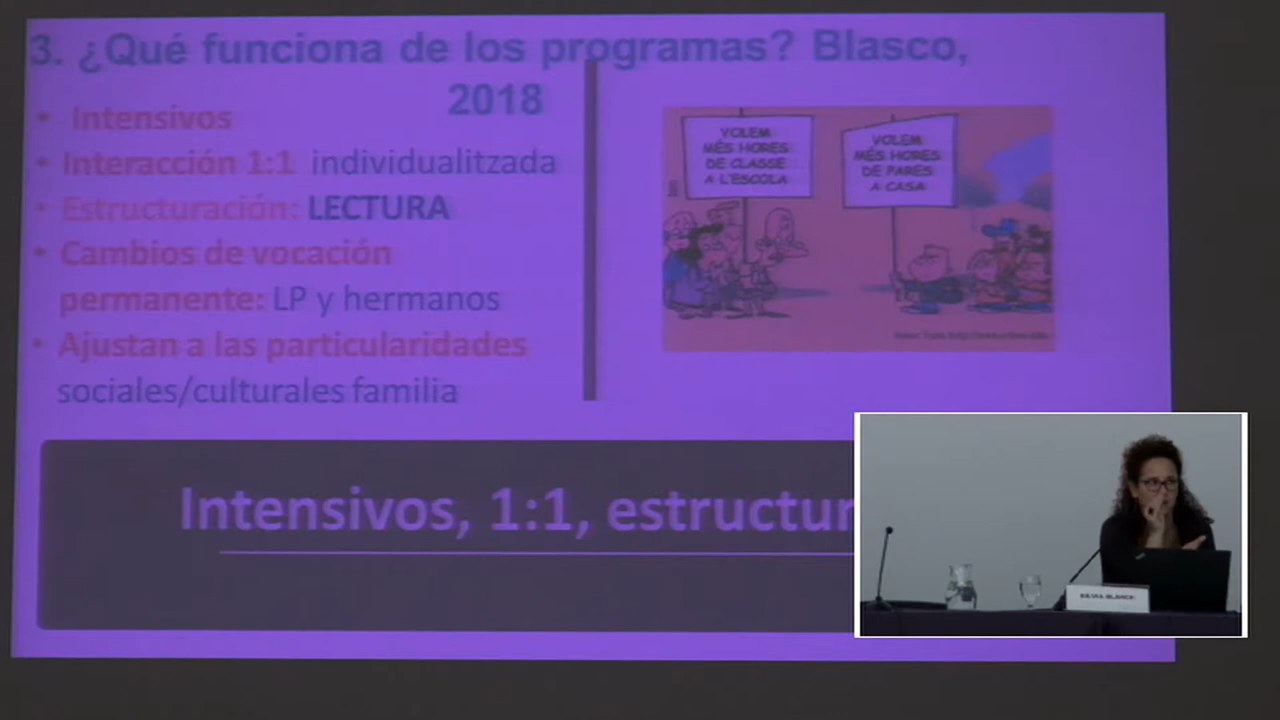 3. ¿Qué funciona de los programas? Blasco,
2018
• Intensivos
• Interacción 1:1 individualitzada
• Estructuración: LECTURA
• Cambios de vocación
permanente: LP y hermanos
• Ajustan a las particularidades
sociales/culturales familia
VOLEM
MÉS HORES
DE CLASSE
A L'ESCOLA
VOLEM
MÉS HORES
DE PARES
A CASA
Intensivos, 1:1, estructur